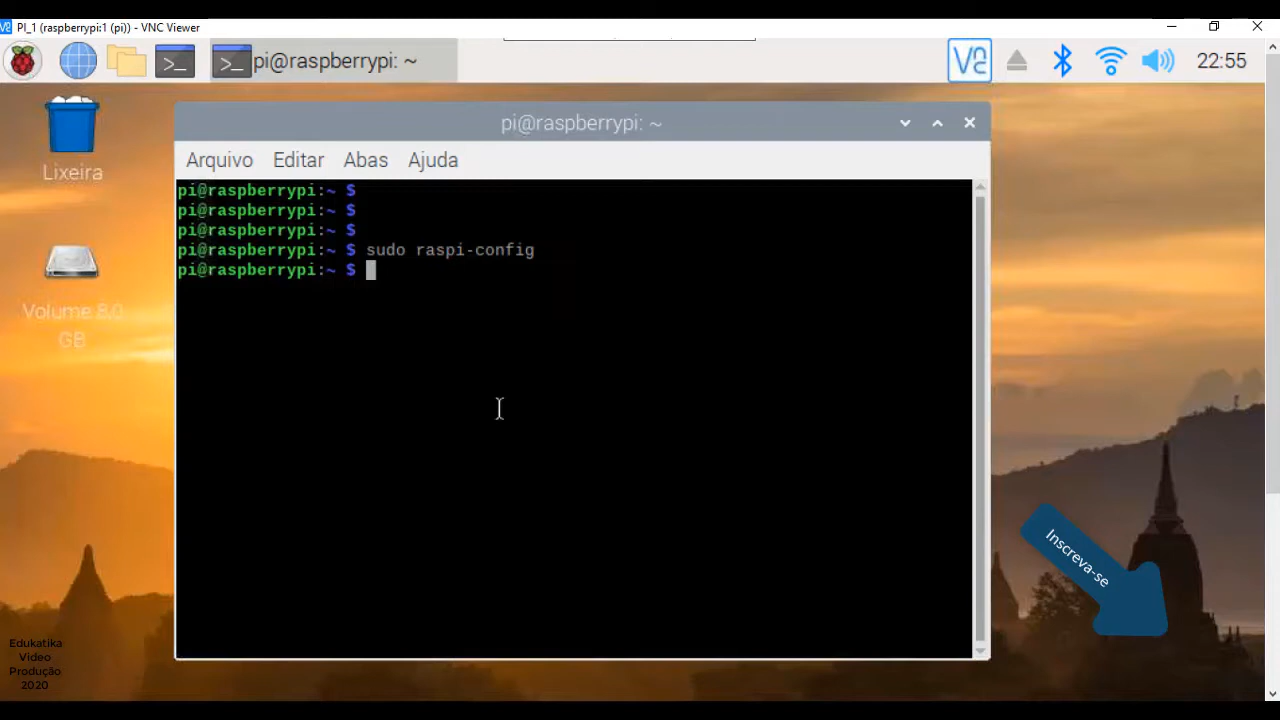 PI_1 (raspberrypi:1 (pi)) - VNC Viewer
pi@raspberrypi: ~
22:55
Lixeira
Volume 8,0
GB
pi@raspberrypi: ~
Arquivo Editar Abas Ajuda
pi@raspberrypi:~ $
pi@raspberrypi:~ $
pi@raspberrypi:~ $
pi@raspberrypi:~ $ sudo raspi-config
pi@raspberrypi:~ $
Inscreva-se
Edukatika
Video
Produção
2020